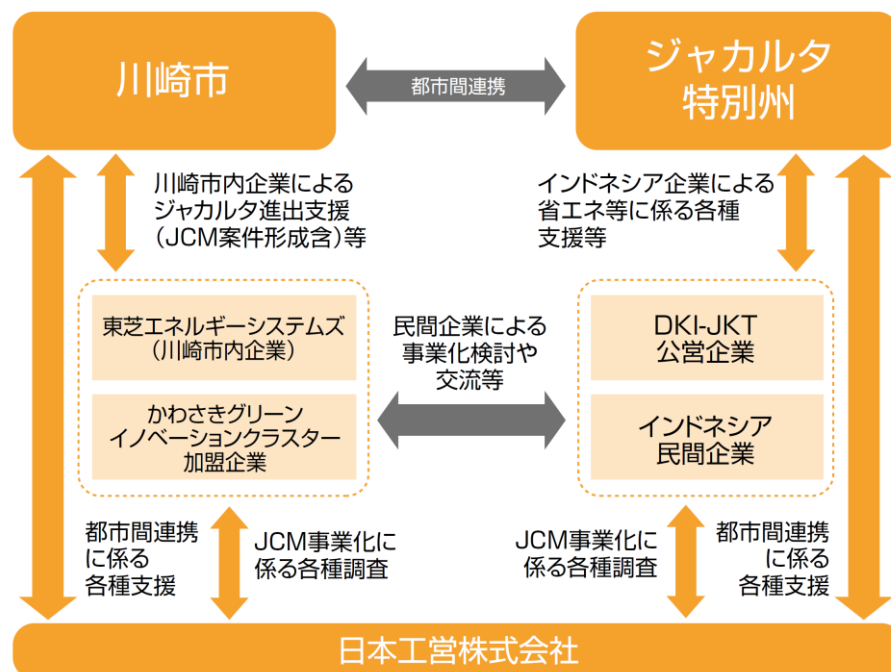 川崎市
都市間連携
ジャカルタ
特別州
川崎市内企業による
ジャカルタ進出支援
（JCM案件形成含）等
インドネシア企業による
省エネ等に係る各種
支援等
東芝エネルギーシステムズ
（川崎市内企業）
かわさきグリーン
イノベーションクラスター
加盟企業
民間企業による
事業化検討や
交流等
DKI-JKT
公営企業
インドネシア
民間企業
都市間連携
に係る
各種支援
JCM事業化に
係る各種調査
JCM事業化に
係る各種調査
都市間連携
に係る
各種支援
日本工営株式会社